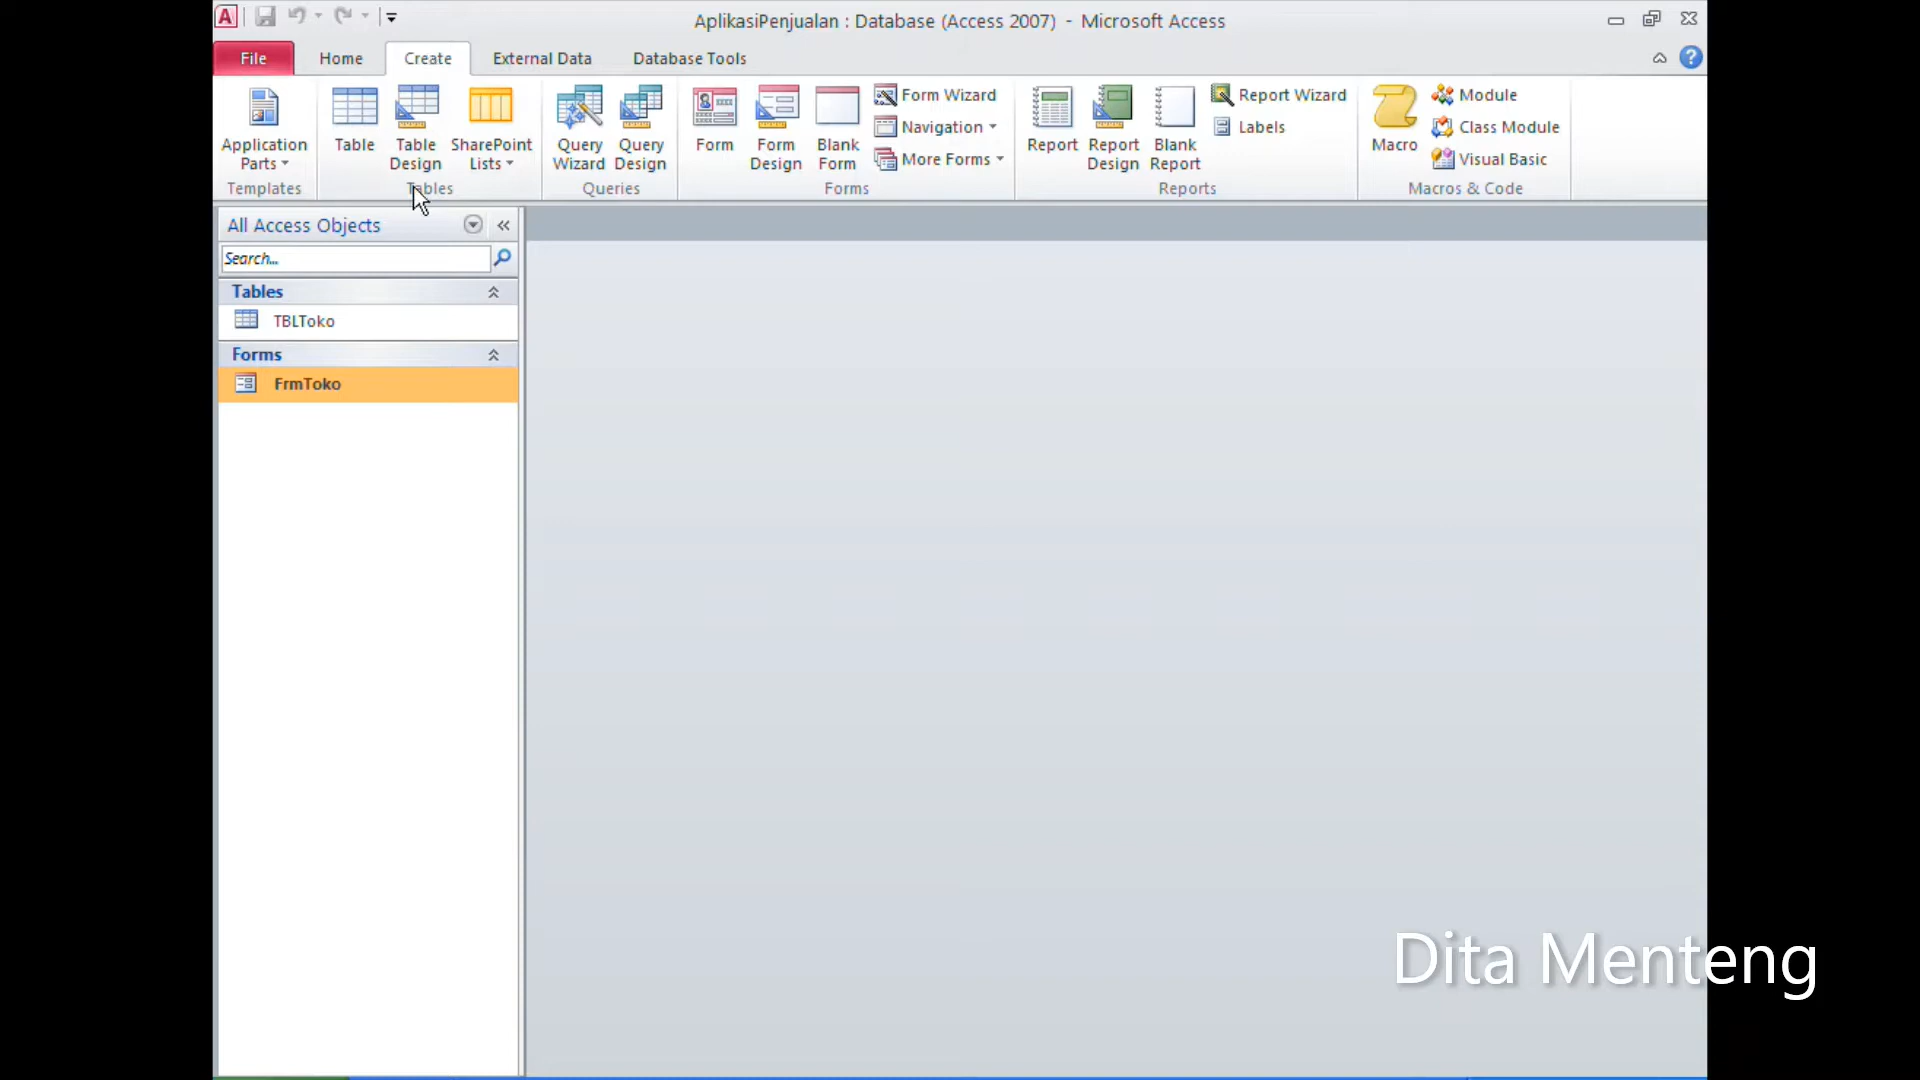 AplikasiPenjualan : Database (Access 2007) - Microsoft Access
File Home Create External Data Database Tools
Application Parts
Table
Table Design
SharePoint Lists
Query Wizard
Query Design
Form
Form Design
Blank Form
Form Wizard
Navigation
More Forms
Report
Report Design
Blank Report
Report Wizard
Labels
Macro
Module
Class Module
Visual Basic
Templates Tables Queries Forms Reports Macros & Code
All Access Objects
Search...
Tables
TBLToko
Forms
FrmToko
Dita Menteng